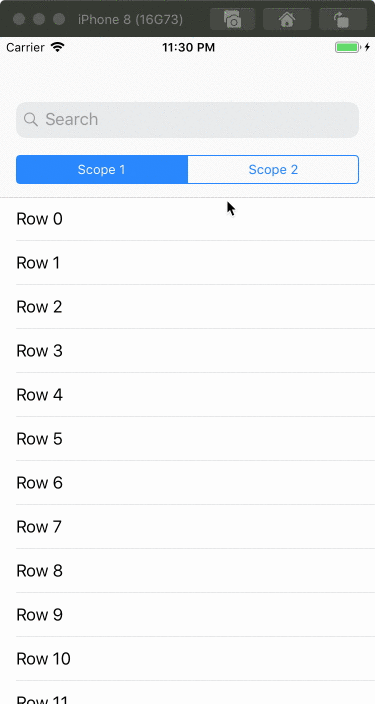 iPhone 8 (16G73)
Carrier 11:30 PM
Search
Scope 1 Scope 2
Row 0
Row 1
Row 2
Row 3
Row 4
Row 5
Row 6
Row 7
Row 8
Row 9
Row 10
Row 11